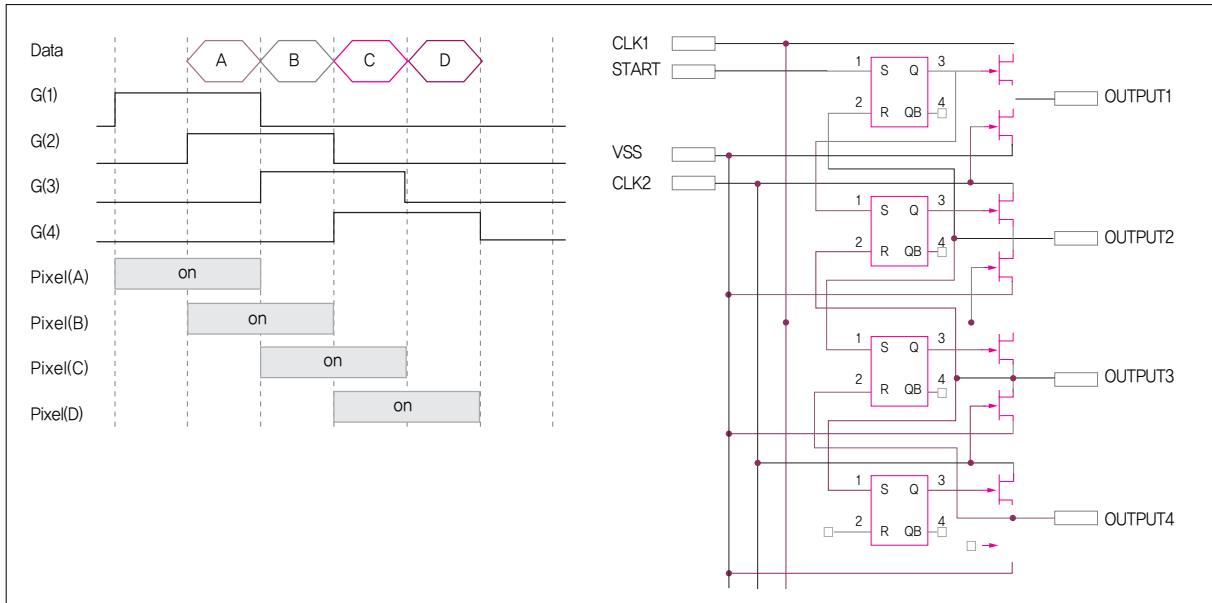 Data
A
B
C
D
G(1)
G(2)
G(3)
G(4)
Pixel(A)
on
Pixel(B)
on
Pixel(C)
on
Pixel(D)
on
CLK1
START
VSS
CLK2
1 S Q 3
2 R QB 4
OUTPUT1
1 S Q 3
2 R QB 4
OUTPUT2
1 S Q 3
2 R QB 4
OUTPUT3
1 S Q 3
2 R QB 4
OUTPUT4